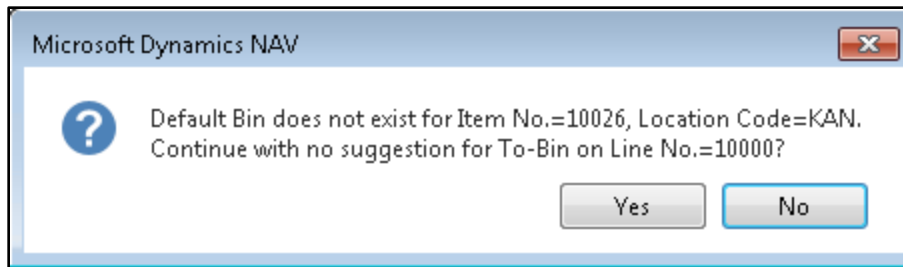 Microsoft Dynamics NAV
Default Bin does not exist for Item No.=10026, Location Code=KAN.
Continue with no suggestion for To-Bin on Line No.=10000?
Yes No